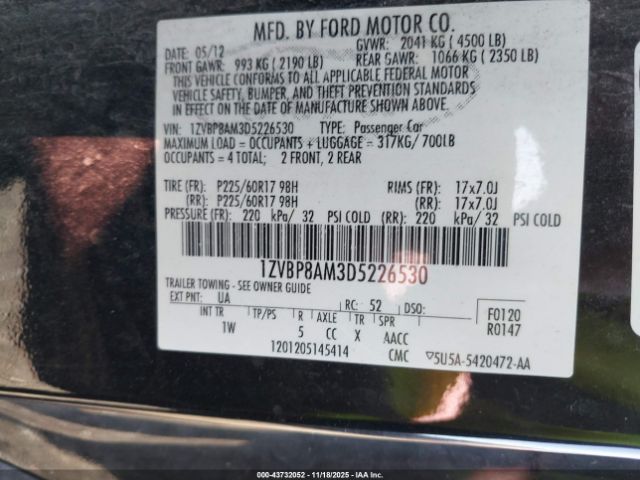 MFD. BY FORD MOTOR CO.
DATE: 05/12 GVWR: 2041 KG ( 4500 LB)
FRONT GAWR: 993 KG ( 2190 LB) REAR GAWR: 1066 KG ( 2350 LB)
THIS VEHICLE CONFORMS TO ALL APPLICABLE FEDERAL MOTOR
VEHICLE SAFETY, BUMPER, AND THEFT PREVENTION STANDARDS
IN EFFECT ON THE DATE OF MANUFACTURE SHOWN ABOVE.
VIN: 1ZVBP8AM3D5226530 TYPE: Passenger Car
MAXIMUM LOAD = OCCUPANTS + LUGGAGE = 317KG/ 700LB
OCCUPANTS = 4 TOTAL; 2 FRONT, 2 REAR
TIRE (FR): P225/60R17 98H RIMS (FR): 17x7.0J
(RR): P225/60R17 98H (RR): 17x7.0J
PRESSURE (FR): 220 kPa/ 32 PSI COLD (RR): 220 kPa/ 32 PSI COLD
1ZVBP8AM3D5226530
TRAILER TOWING - SEE OWNER GUIDE
EXT PNT: UA RC: 52 DSO: F0120
INT TR TP/PS R AXLE TR SPR R0147
1W 5 CC X AACC
1201205145414 CMC ▽5U5A-5420472-AA
000-43732052 - 11/18/2025 - IAA Inc.